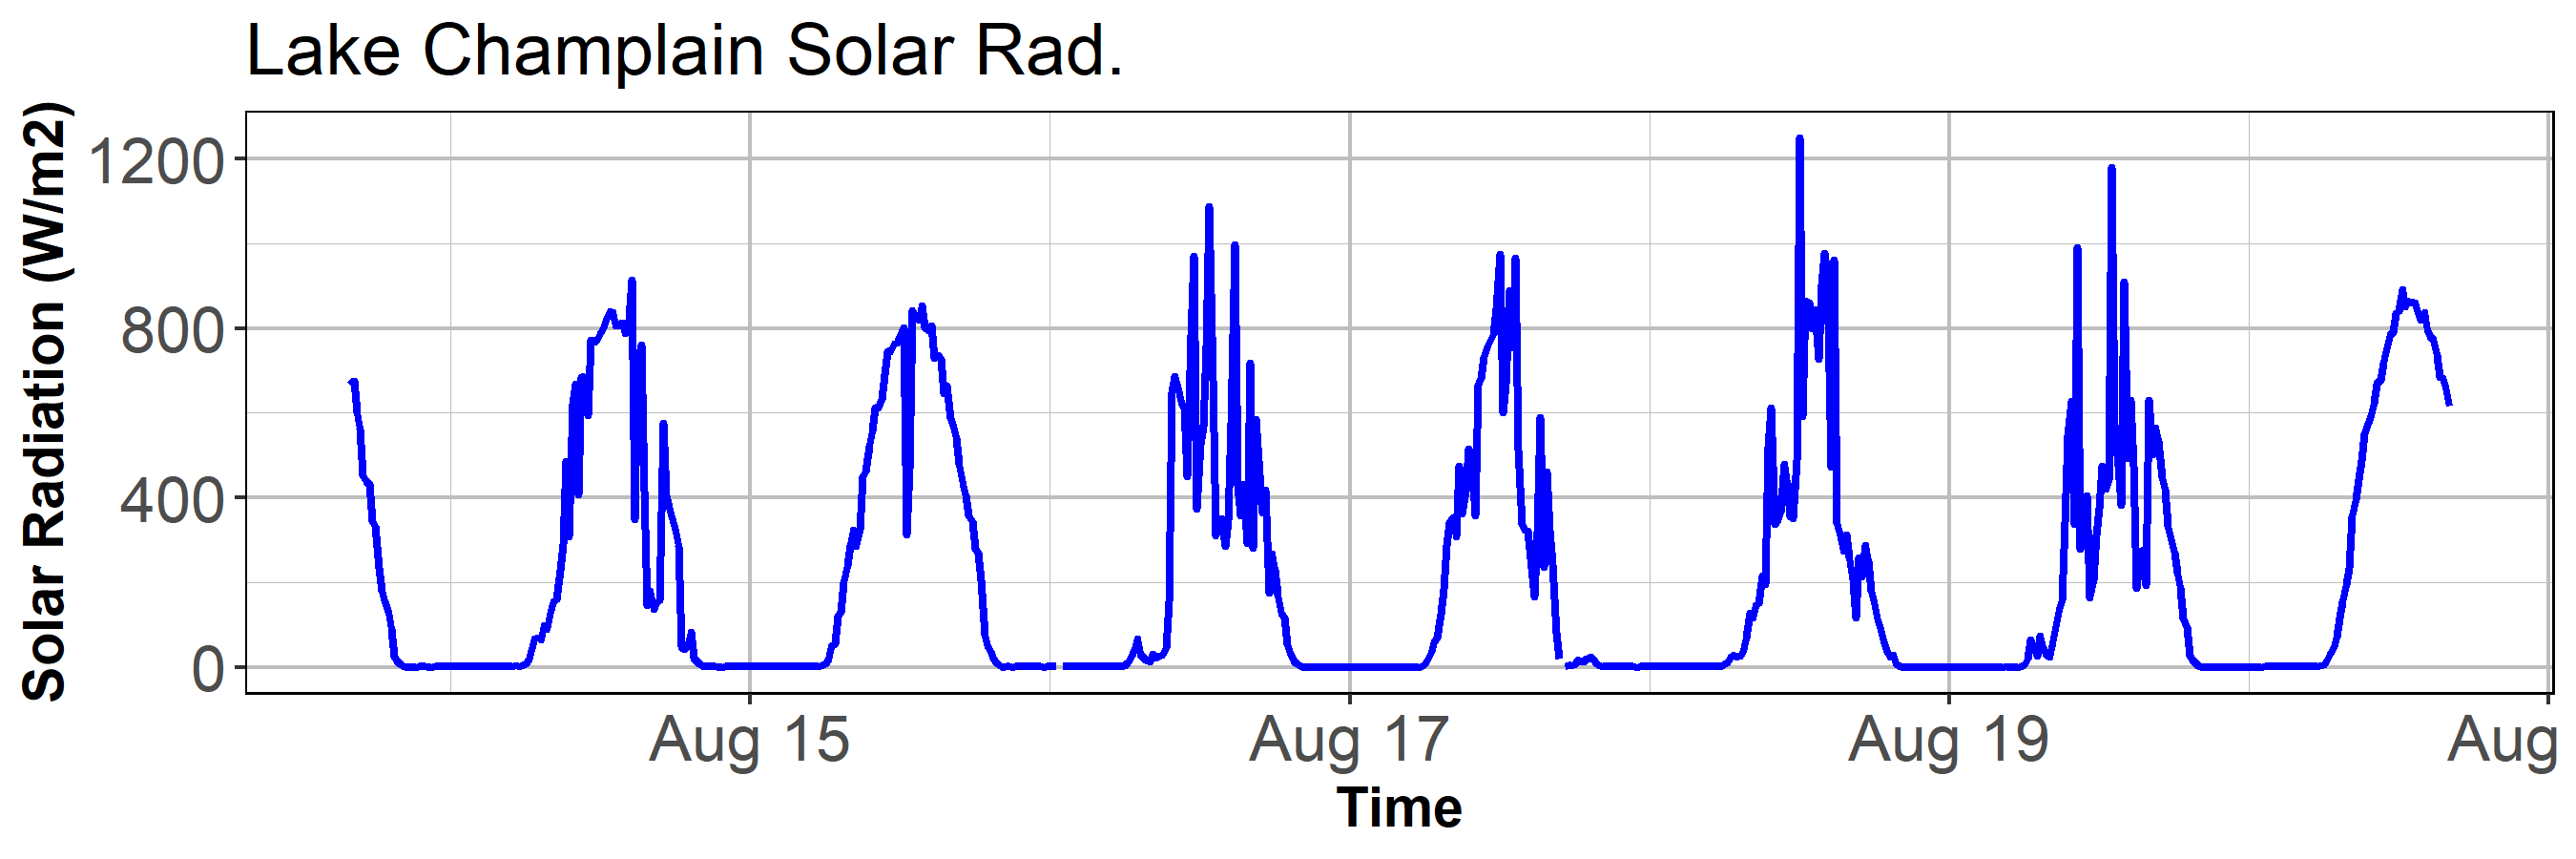 Lake Champlain Solar Rad.
Solar Radiation (W/m2)
1200
800
400
0
Aug 15
Aug 17
Aug 19
Aug
Time